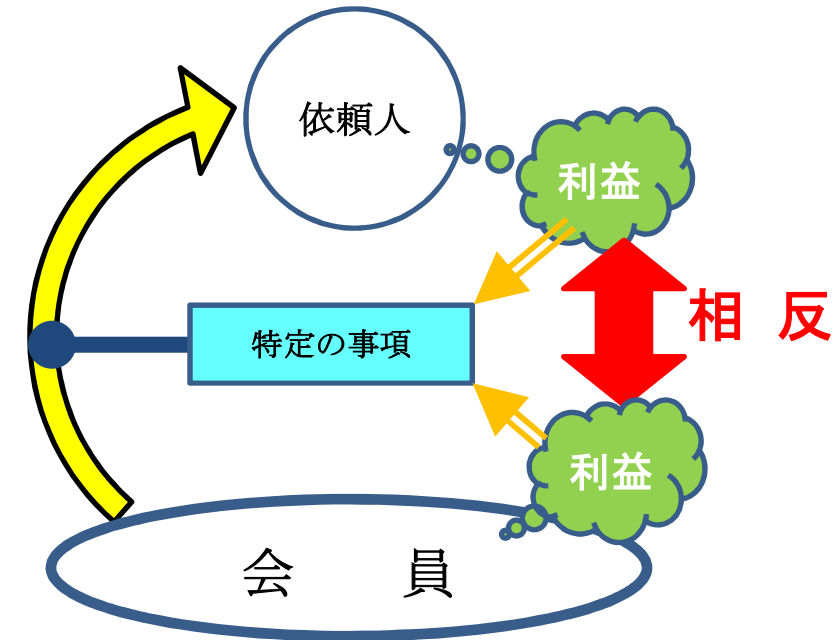 依頼人
利益
相 反
特定の事項
利益
会 員